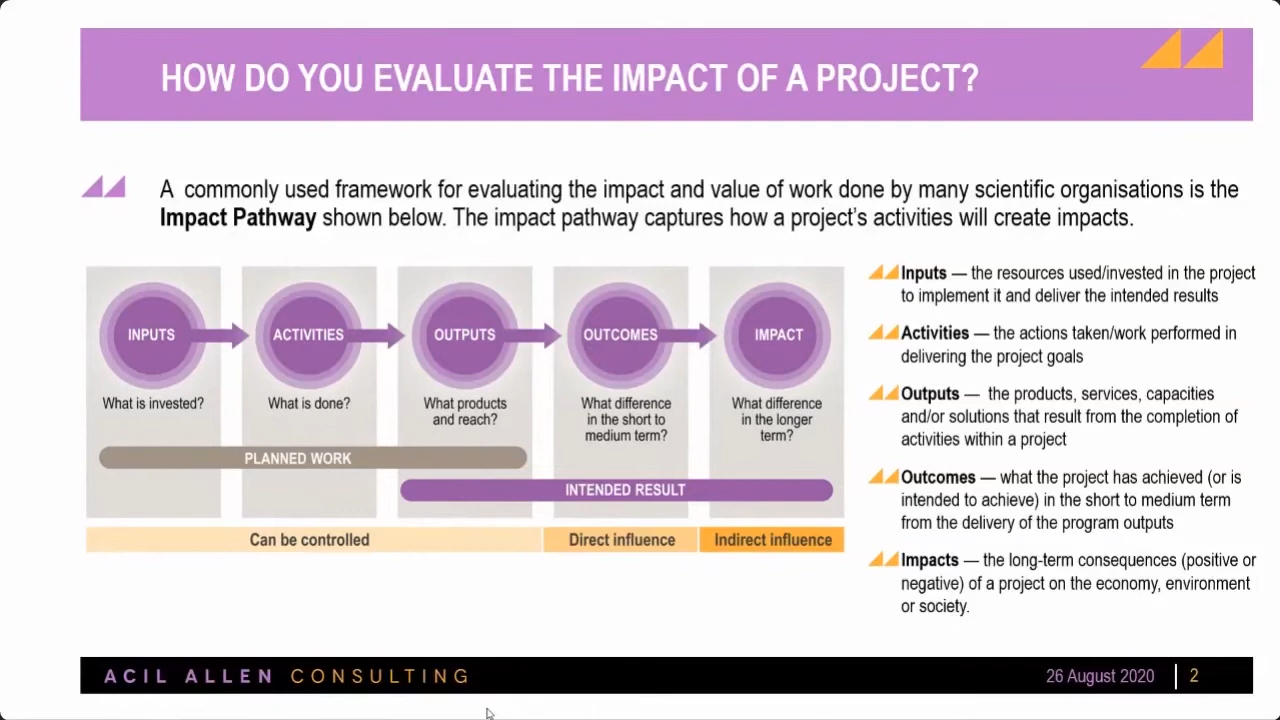 HOW DO YOU EVALUATE THE IMPACT OF A PROJECT?
A commonly used framework for evaluating the impact and value of work done by many scientific organisations is the
Impact Pathway shown below. The impact pathway captures how a project's activities will create impacts.
INPUTS
ACTIVITIES
OUTPUTS
OUTCOMES
IMPACT
What is invested?
What is done?
What products
and reach?
What difference
in the short to
medium term?
What difference
in the longer
term?
PLANNED WORK
INTENDED RESULT
Can be controlled
Direct influence
Indirect influence
Inputs — the resources used/invested in the project
to implement it and deliver the intended results
Activities — the actions taken/work performed in
delivering the project goals
Outputs — the products, services, capacities
and/or solutions that result from the completion of
activities within a project
Outcomes — what the project has achieved (or is
intended to achieve) in the short to medium term
from the delivery of the program outputs
Impacts — the long-term consequences (positive or
negative) of a project on the economy, environment
or society.
ACIL ALLEN CONSULTING
26 August 2020 | 2